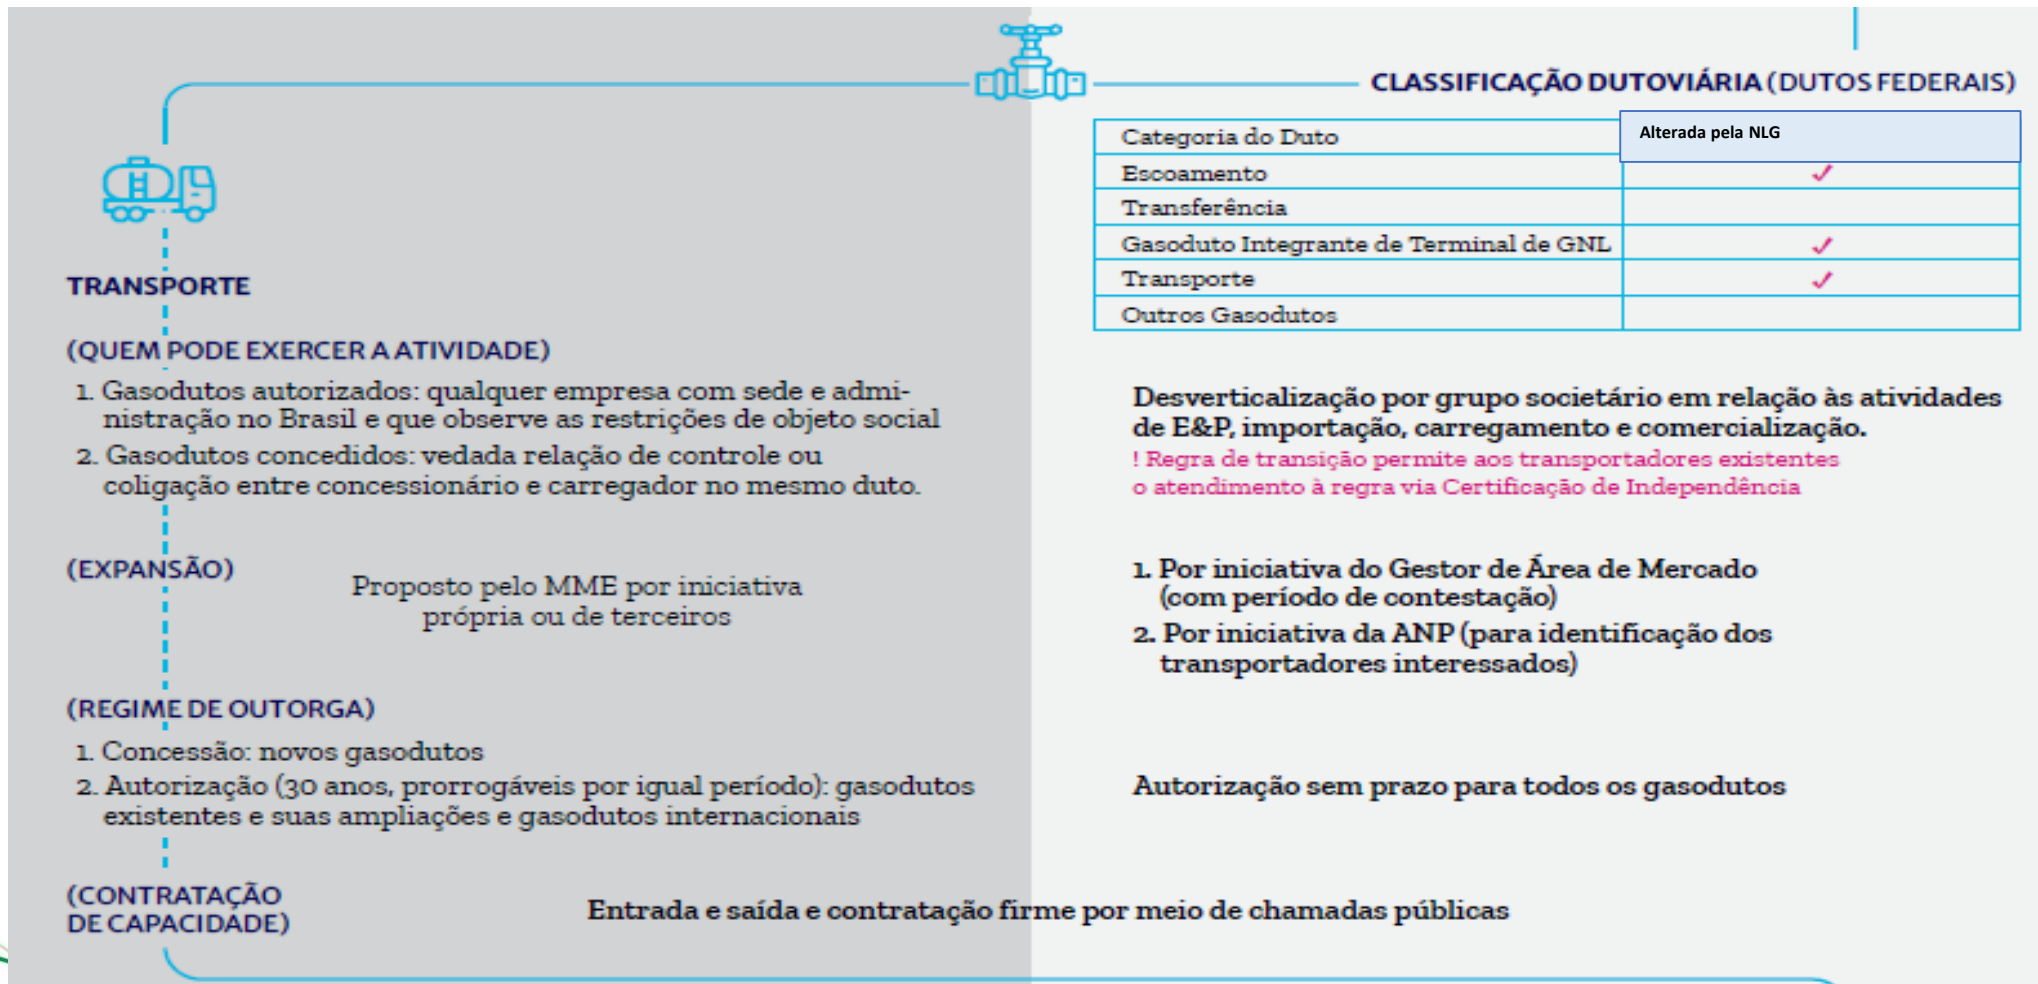 CLASSIFICAÇÃO DUTOVIÁRIA (DUTOS FEDERAIS)
Categoria do Duto
Alterada pela NLG
Escoamento ✓
Transferência
Gasoduto Integrante de Terminal de GNL ✓
Transporte ✓
Outros Gasodutos
TRANSPORTE
(QUEM PODE EXERCER A ATIVIDADE)
1. Gasodutos autorizados: qualquer empresa com sede e admi-
nistração no Brasil e que observe as restrições de objeto social
2. Gasodutos concedidos: vedada relação de controle ou
coligação entre concessionário e carregador no mesmo duto.
Desverticalização por grupo societário em relação às atividades
de E&P, importação, carregamento e comercialização.
! Regra de transição permite aos transportadores existentes
o atendimento à regra via Certificação de Independência
(EXPANSÃO)
Proposto pelo MME por iniciativa
própria ou de terceiros
1. Por iniciativa do Gestor de Área de Mercado
(com período de contestação)
2. Por iniciativa da ANP (para identificação dos
transportadores interessados)
(REGIME DE OUTORGA)
1. Concessão: novos gasodutos
2. Autorização (30 anos, prorrogáveis por igual período): gasodutos
existentes e suas ampliações e gasodutos internacionais
Autorização sem prazo para todos os gasodutos
(CONTRATAÇÃO
DE CAPACIDADE)
Entrada e saída e contratação firme por meio de chamadas públicas